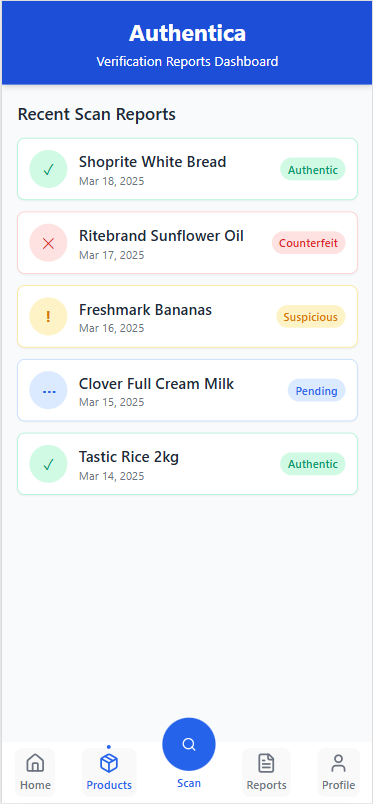 Authentica
Verification Reports Dashboard
Recent Scan Reports
Shoprite White Bread
Mar 18, 2025
Authentic
Ritebrand Sunflower Oil
Mar 17, 2025
Counterfeit
Freshmark Bananas
Mar 16, 2025
Suspicious
Clover Full Cream Milk
Mar 15, 2025
Pending
Tastic Rice 2kg
Mar 14, 2025
Authentic
Home
Products
Scan
Reports
Profile